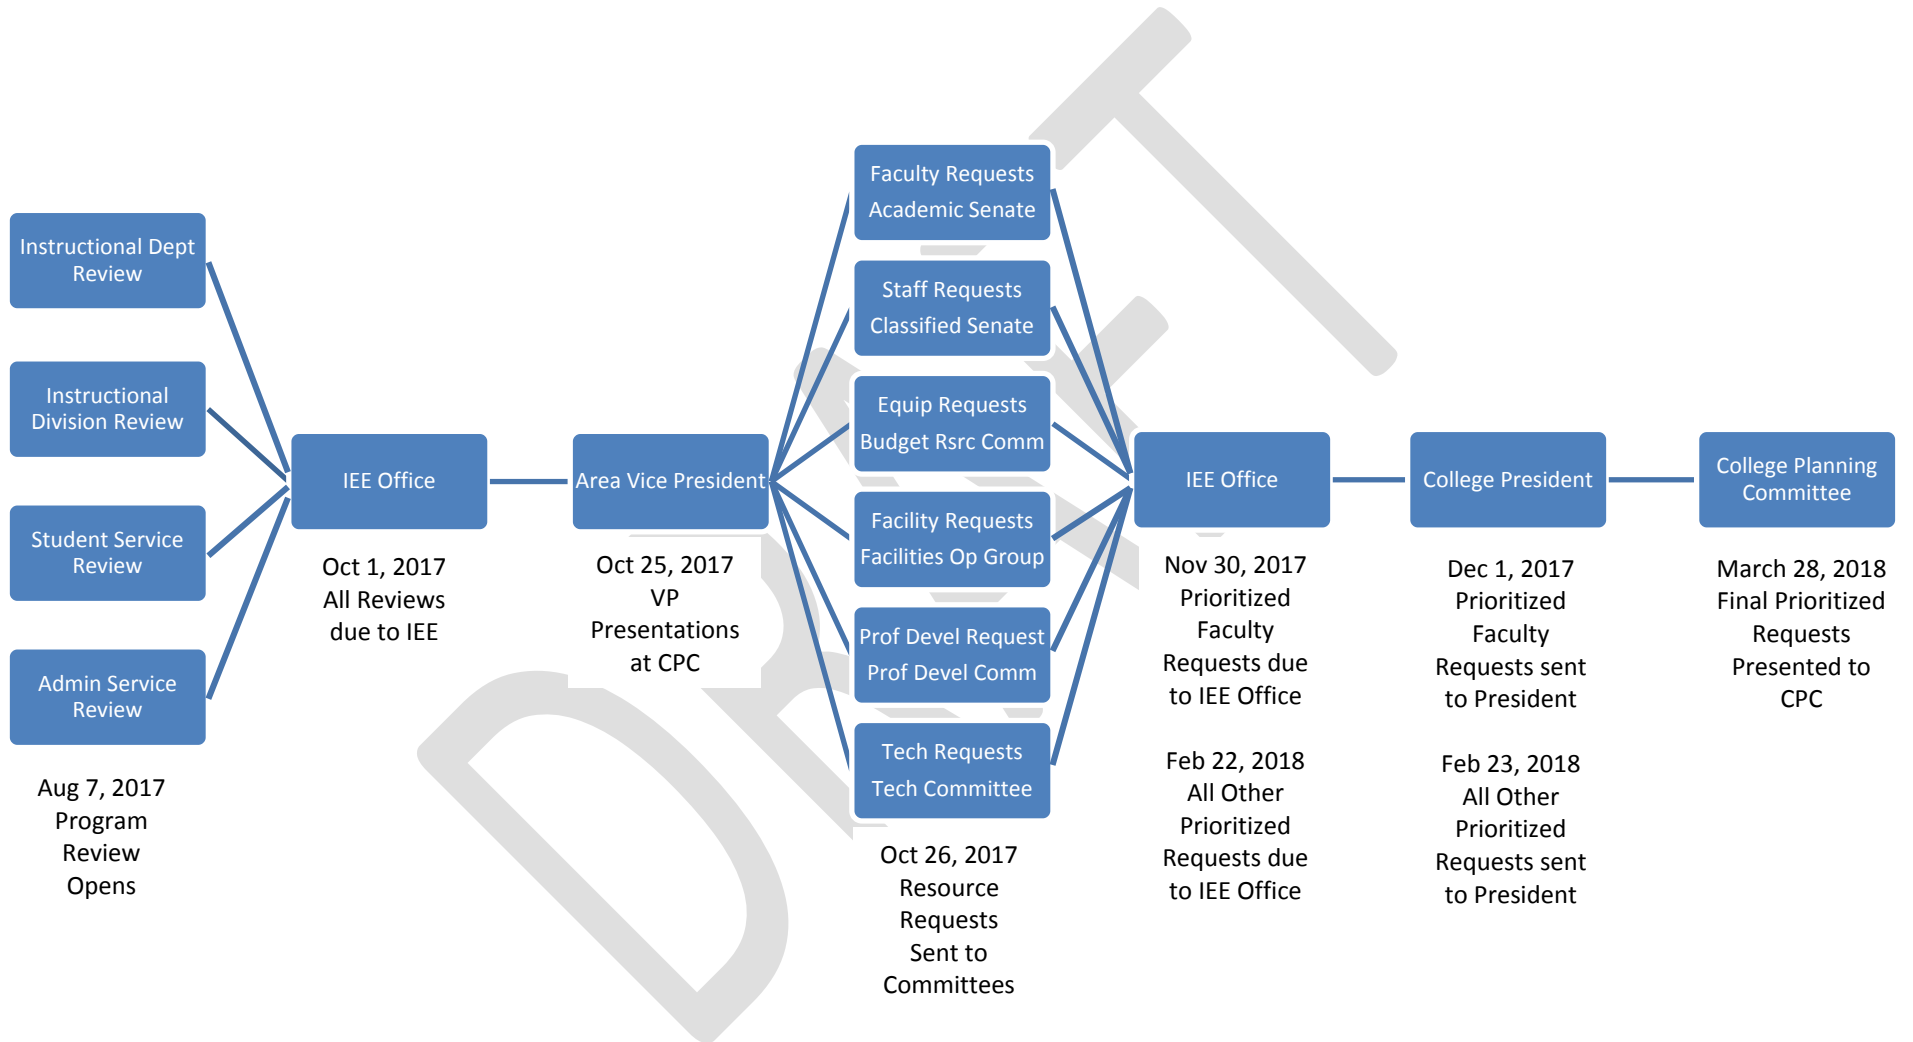 Instructional Dept
Review
Instructional
Division Review
Student Service
Review
Admin Service
Review
Aug 7, 2017
Program
Review
Opens
IEE Office
Oct 1, 2017
All Reviews
due to IEE
Area Vice President
Oct 25, 2017
VP
Presentations
at CPC
Faculty Requests
Academic Senate
Staff Requests
Classified Senate
Equip Requests
Budget Rsrc Comm
Facility Requests
Facilities Op Group
Prof Devel Request
Prof Devel Comm
Tech Requests
Tech Committee
Oct 26, 2017
Resource
Requests
Sent to
Committees
IEE Office
Nov 30, 2017
Prioritized
Faculty
Requests due
to IEE Office
Feb 22, 2018
All Other
Prioritized
Requests due
to IEE Office
College President
Dec 1, 2017
Prioritized
Faculty
Requests sent
to President
Feb 23, 2018
All Other
Prioritized
Requests sent
to President
College Planning
Committee
March 28, 2018
Final Prioritized
Requests
Presented to
CPC
DRAFT